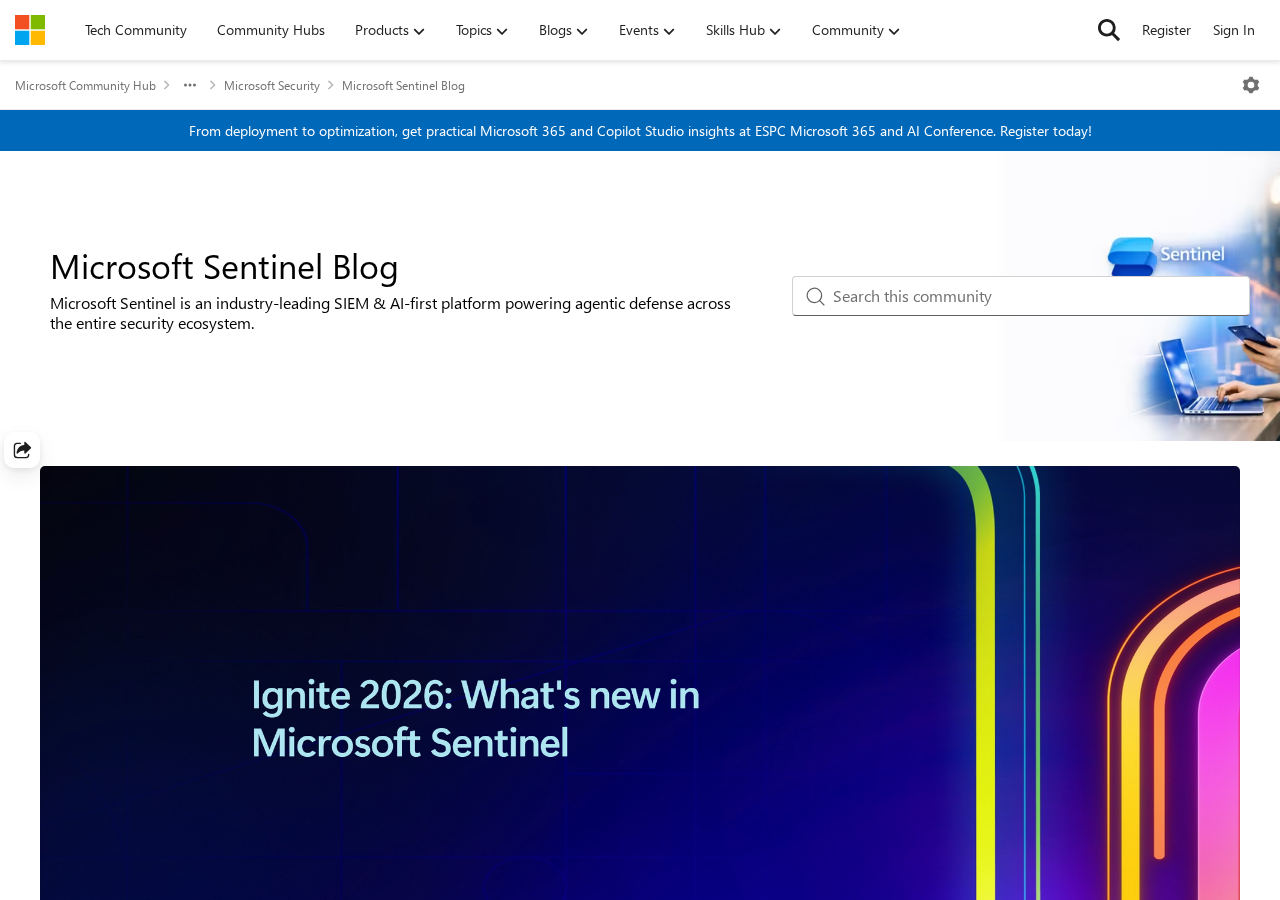 Tech Community
Community Hubs
Products
Topics
Blogs
Events
Skills Hub
Community
Register
Sign In
Microsoft Community Hub
Microsoft Security
Microsoft Sentinel Blog
From deployment to optimization, get practical Microsoft 365 and Copilot Studio insights at ESPC Microsoft 365 and AI Conference. Register today!
Sentinel
Microsoft Sentinel Blog
Microsoft Sentinel is an industry-leading SIEM & AI-first platform powering agentic defense across
the entire security ecosystem.
Search this community
Ignite 2026: What's new in
Microsoft Sentinel